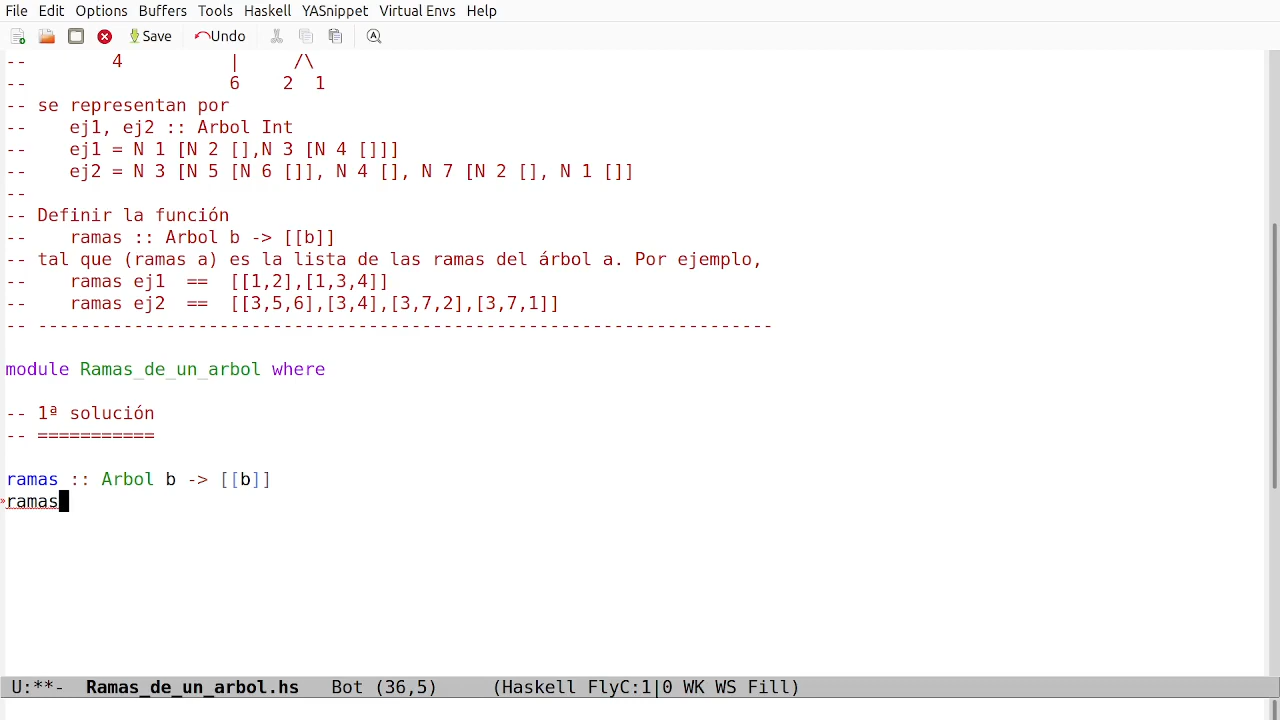 File Edit Options Buffers Tools Haskell YASnippet Virtual Envs Help
Save Undo
--        4          |     /\
--                   6    2  1
-- se representan por
--    ej1, ej2 :: Arbol Int
--    ej1 = N 1 [N 2 [],N 3 [N 4 []]]
--    ej2 = N 3 [N 5 [N 6 []], N 4 [], N 7 [N 2 [], N 1 []]
--
-- Definir la función
--    ramas :: Arbol b -> [[b]]
-- tal que (ramas a) es la lista de las ramas del árbol a. Por ejemplo,
--    ramas ej1  ==  [[1,2],[1,3,4]]
--    ramas ej2  ==  [[3,5,6],[3,4],[3,7,2],[3,7,1]]
-- ---------------------------------------------------------------------
module Ramas_de_un_arbol where
-- 1ª solución
-- ===========
ramas :: Arbol b -> [[b]]
ramas
U:**-  Ramas_de_un_arbol.hs   Bot (36,5)     (Haskell FlyC:1|0 WK WS Fill)